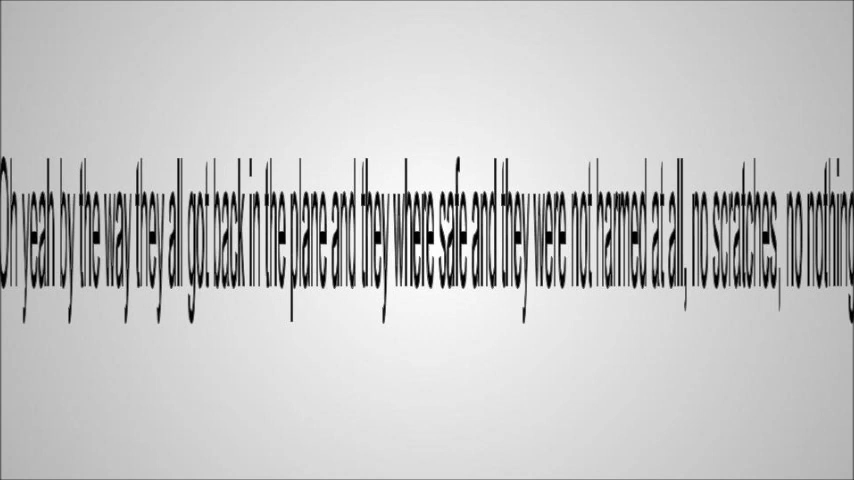 Oh yeah by the way they all got back in the plane and they where safe and they were not harmed at all, no scratches, no nothing